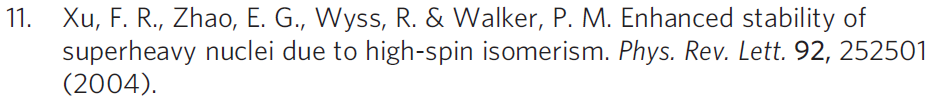 11. Xu, F. R., Zhao, E. G., Wyss, R. & Walker, P. M. Enhanced stability of
superheavy nuclei due to high-spin isomerism. Phys. Rev. Lett. 92, 252501
(2004).